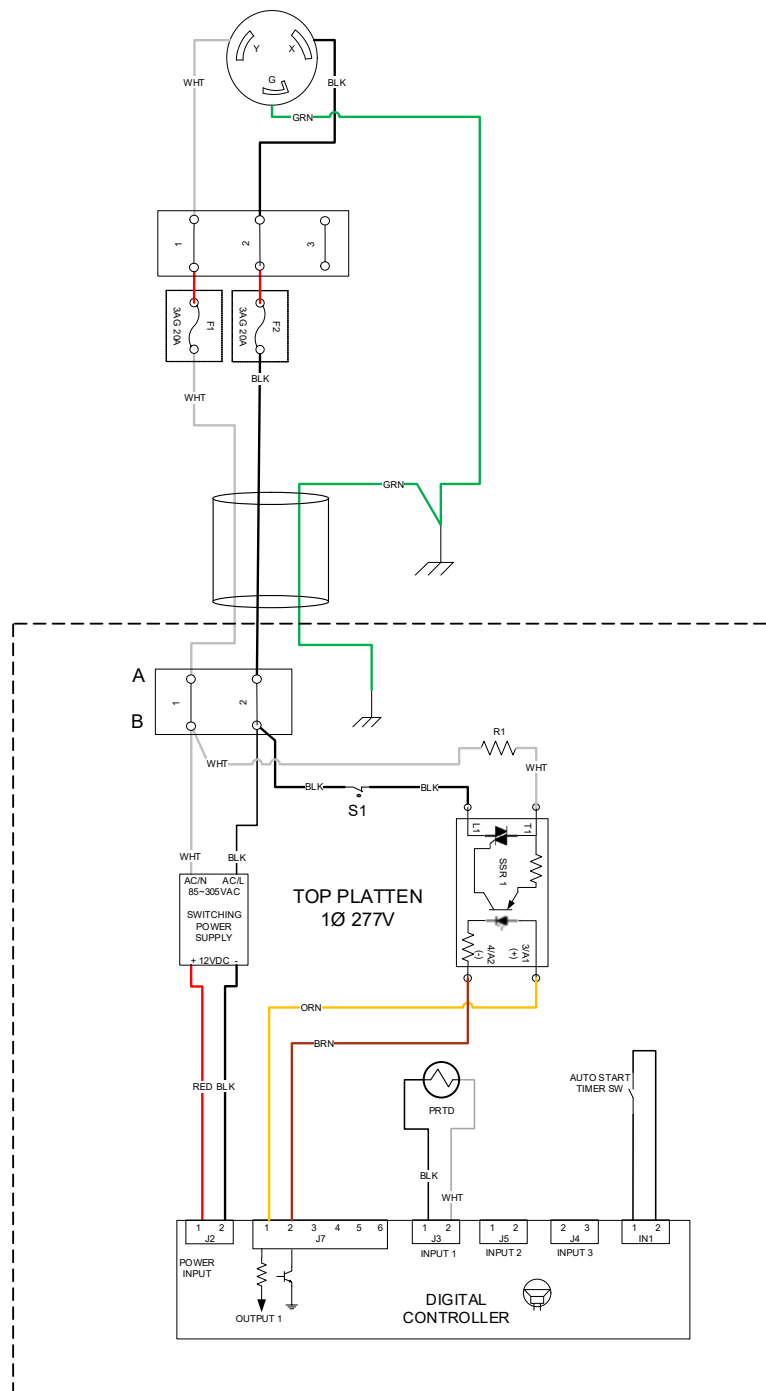 Y X
G
WHT
BLK
GRN
1
2
3
F1
3AG 20A
F2
3AG 20A
WHT
BLK
GRN
A
B
1
2
R1
WHT
WHT
BLK
S1
BLK
WHT
BLK
L1
T1
SSR 1
4/A2
(-)
3/A1
(+)
AC/N AC/L
85~305VAC
SWITCHING
POWER
SUPPLY
+ 12VDC -
TOP PLATTEN
1Ø 277V
ORN
BRN
RED BLK
PRTD
BLK
WHT
AUTO START
TIMER SW
1 2
J2
POWER
INPUT
1 2 3 4 5 6
J7
1 2
J3
INPUT 1
1 2
J5
INPUT 2
2 3
J4
INPUT 3
1 2
IN1
OUTPUT 1
DIGITAL
CONTROLLER